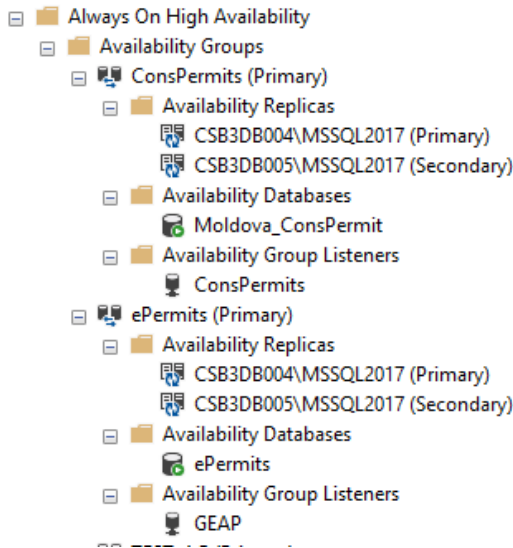 Always On High Availability
Availability Groups
ConsPermits (Primary)
Availability Replicas
CSB3DB004\MSSQL2017 (Primary)
CSB3DB005\MSSQL2017 (Secondary)
Availability Databases
Moldova_ConsPermit
Availability Group Listeners
ConsPermits
ePermits (Primary)
Availability Replicas
CSB3DB004\MSSQL2017 (Primary)
CSB3DB005\MSSQL2017 (Secondary)
Availability Databases
ePermits
Availability Group Listeners
GEAP